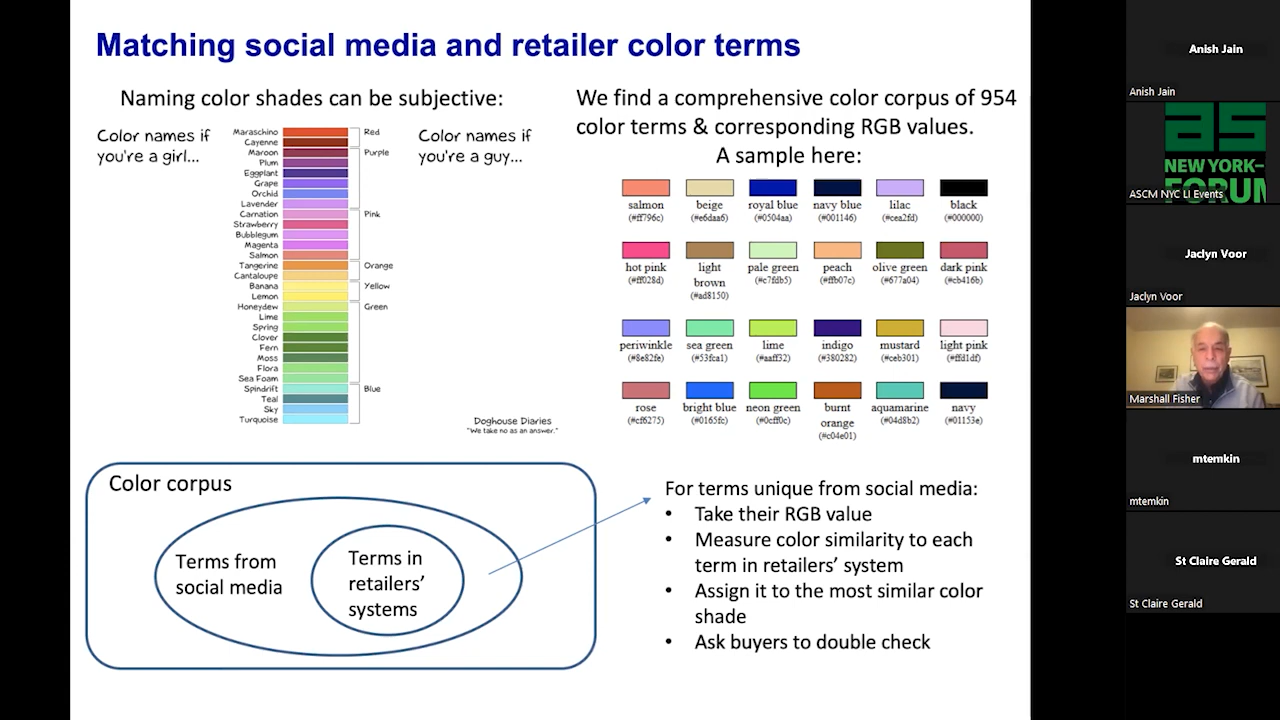 Matching social media and retailer color terms
Naming color shades can be subjective:
Color names if
you're a girl...
Color names if
you're a guy...
Maraschino
Cayenne
Maroon
Plum
Eggplant
Grape
Orchid
Lavender
Carnation
Strawberry
Bubblegum
Magenta
Salmon
Tangerine
Cantaloupe
Banana
Lemon
Honeydew
Lime
Spring
Clover
Fern
Moss
Flora
Sea Foam
Spindrift
Teal
Sky
Turquoise
Red
Purple
Pink
Orange
Yellow
Green
Blue
Doghouse Diaries
"We take no as an answer."
We find a comprehensive color corpus of 954
color terms & corresponding RGB values.
A sample here:
salmon beige royal blue navy blue lilac black
(#ff796c) (#e6daa6) (#0504aa) (#001146) (#cea2fd) (#000000)
hot pink light brown pale green peach olive green dark pink
(#ff028d) (#ad8150) (#c7fdb5) (#ffb07c) (#677a04) (#cb416b)
periwinkle sea green lime indigo mustard light pink
(#8e82fe) (#53fca1) (#aaff32) (#380282) (#ceb301) (#ffd1df)
rose bright blue neon green burnt orange aquamarine navy
(#cf6275) (#0165fc) (#0cff0c) (#c04e01) (#04d8b2) (#01153e)
Color corpus
Terms from
social media
Terms in
retailers'
systems
For terms unique from social media:
• Take their RGB value
• Measure color similarity to each
term in retailers' system
• Assign it to the most similar color
shade
• Ask buyers to double check
Anish Jain
Anish Jain
as
NEW YORK–
FORUM
ASCM NYC LI Events
Jaclyn Voor
Jaclyn Voor
Marshall Fisher
mtemkin
mtemkin
St Claire Gerald
St Claire Gerald